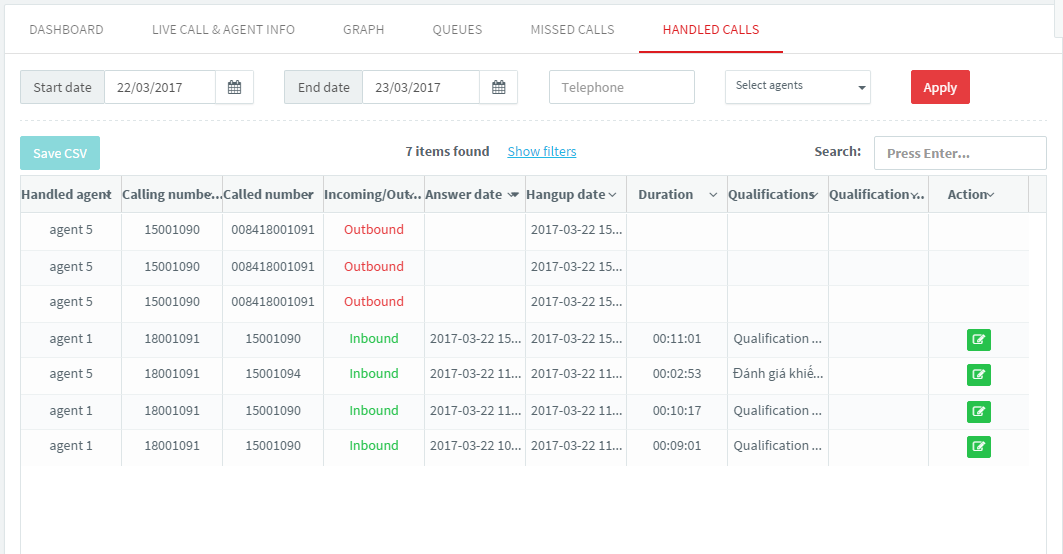 DASHBOARD LIVE CALL & AGENT INFO GRAPH QUEUES MISSED CALLS HANDLED CALLS
Start date 22/03/2017 End date 23/03/2017 Telephone Select agents Apply
Save CSV 7 items found Show filters Search: Press Enter...
Handled agent Calling numbe... Called number Incoming/Out... Answer date Hangup date Duration Qualifications Qualification ... Action
agent 5 15001090 008418001091 Outbound 2017-03-22 15...
agent 5 15001090 008418001091 Outbound 2017-03-22 15...
agent 5 15001090 008418001091 Outbound 2017-03-22 15...
agent 1 18001091 15001090 Inbound 2017-03-22 15... 2017-03-22 15... 00:11:01 Qualification ...
agent 5 18001091 15001094 Inbound 2017-03-22 11... 2017-03-22 11... 00:02:53 Đánh giá khiế...
agent 1 18001091 15001090 Inbound 2017-03-22 11... 2017-03-22 11... 00:10:17 Qualification ...
agent 1 18001091 15001090 Inbound 2017-03-22 10... 2017-03-22 11... 00:09:01 Qualification ...